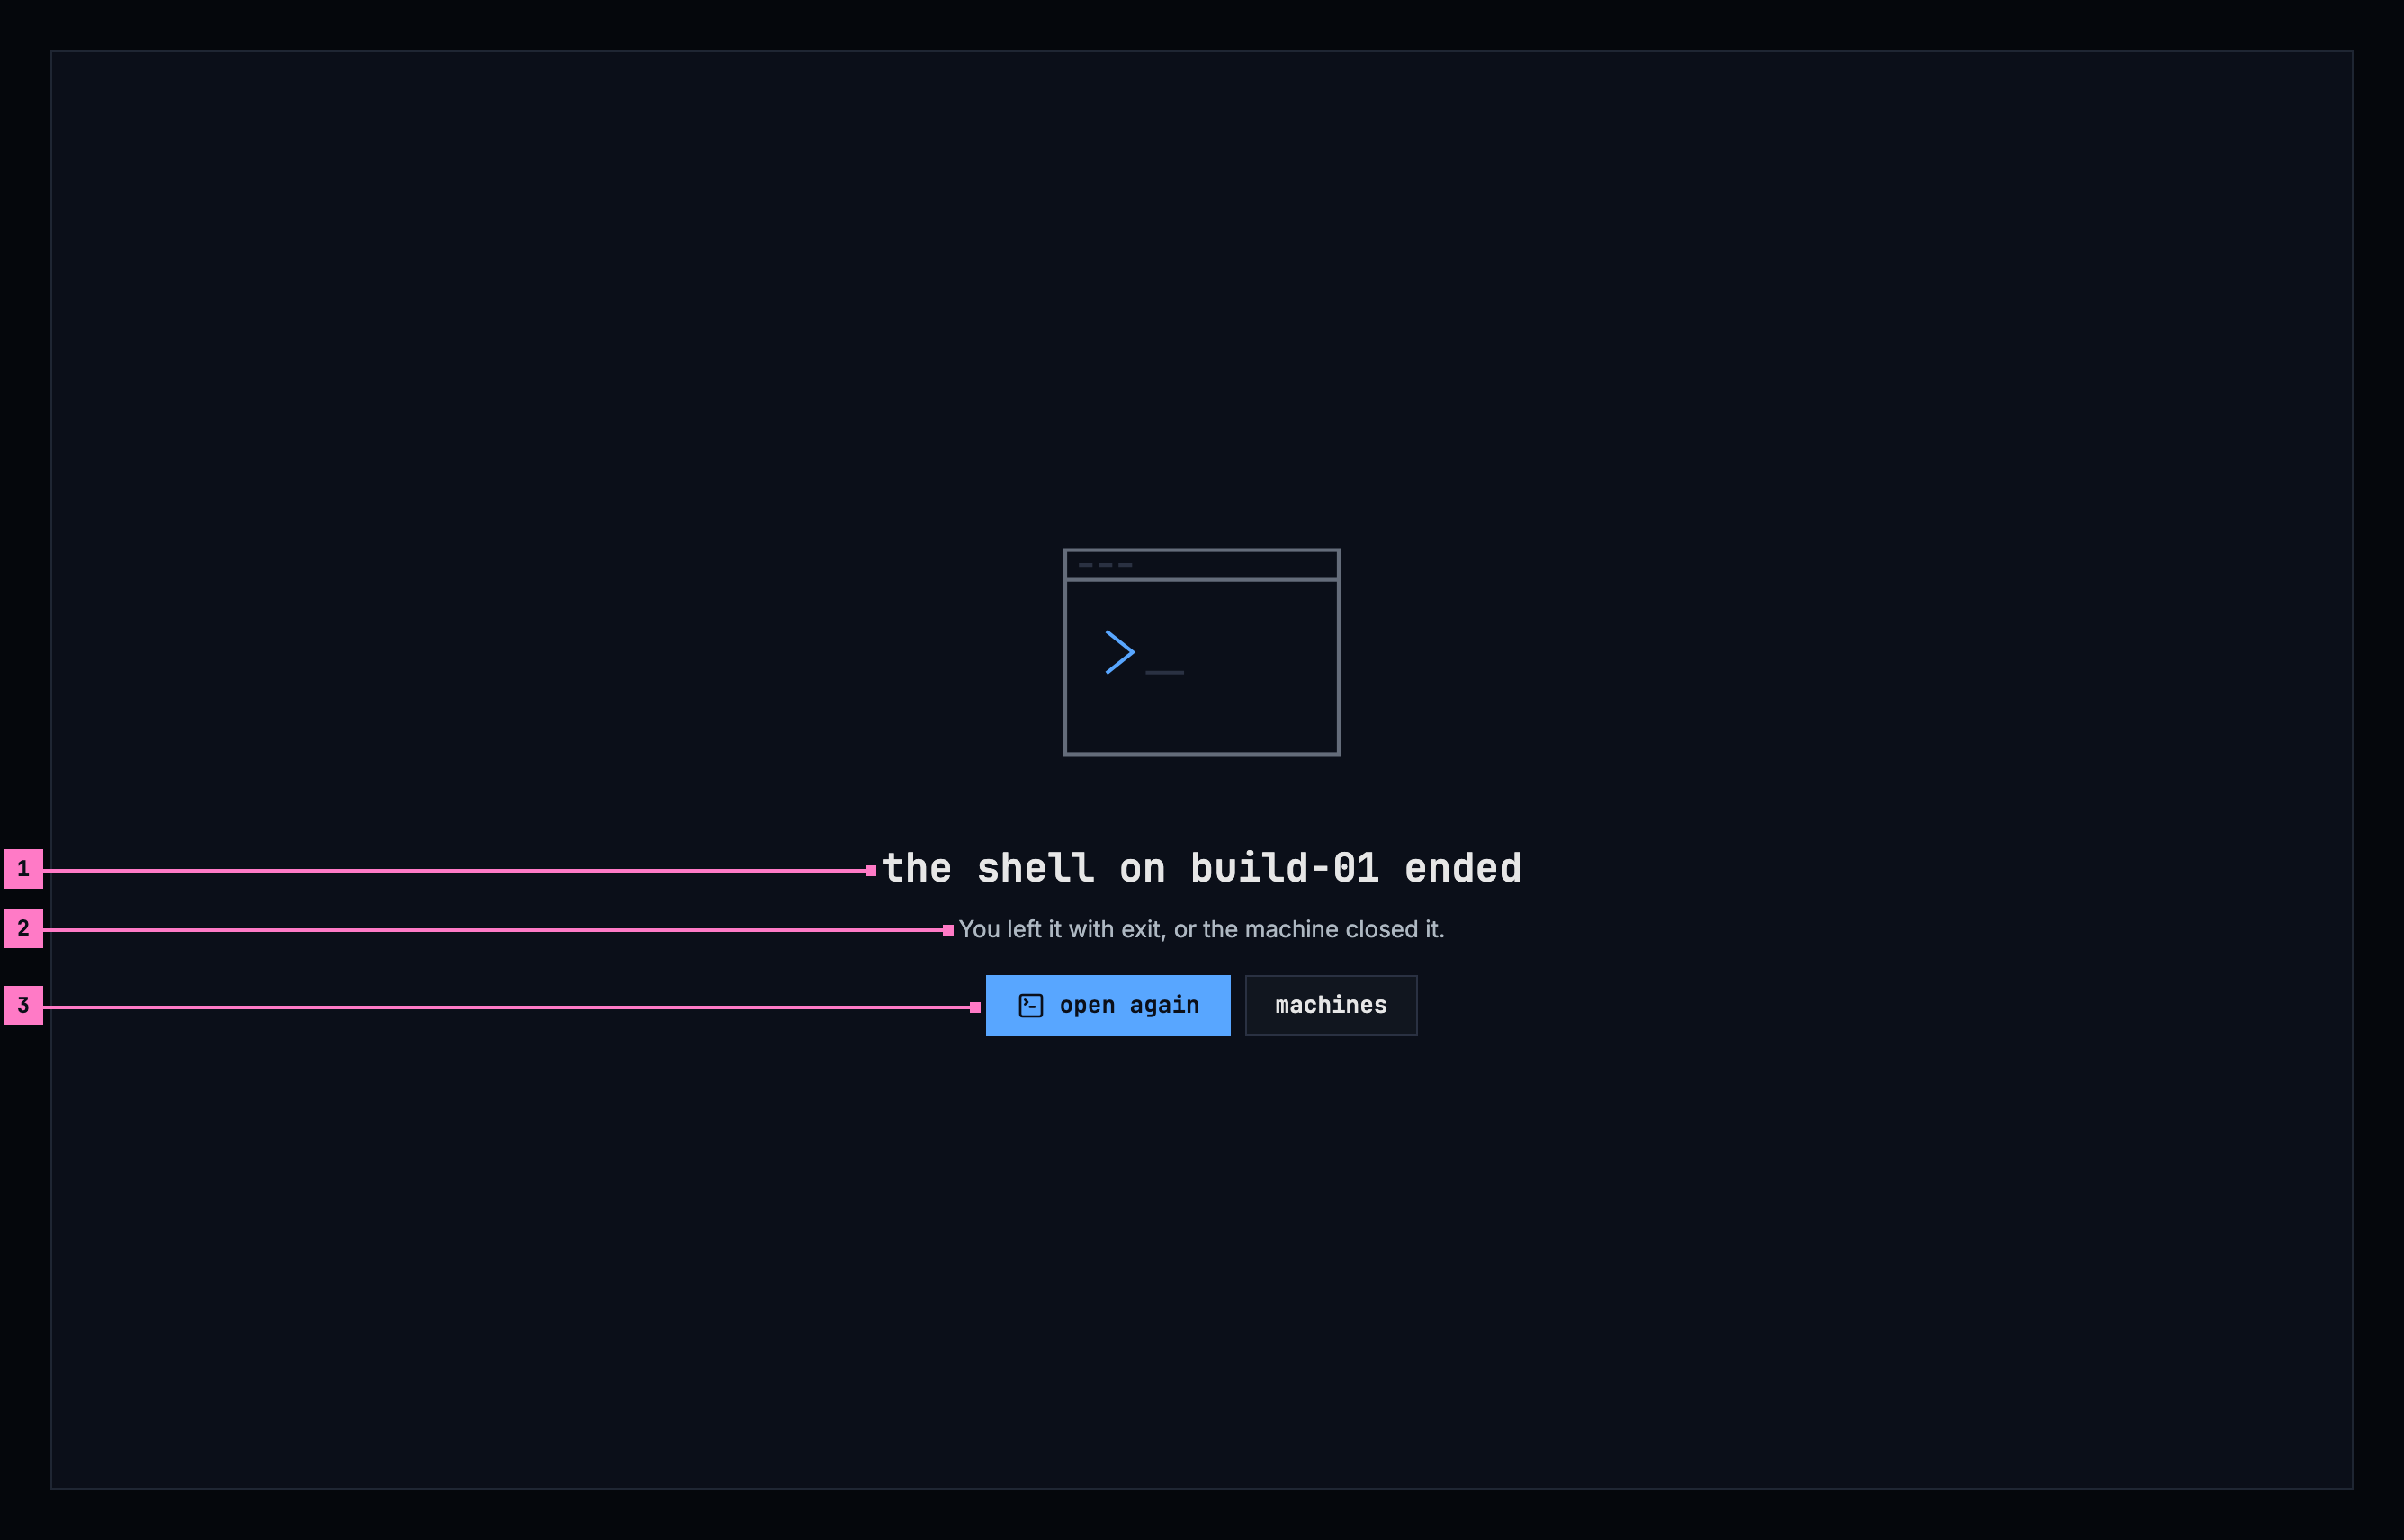 1 the shell on build-01 ended
2 You left it with exit, or the machine closed it.
3 open again machines